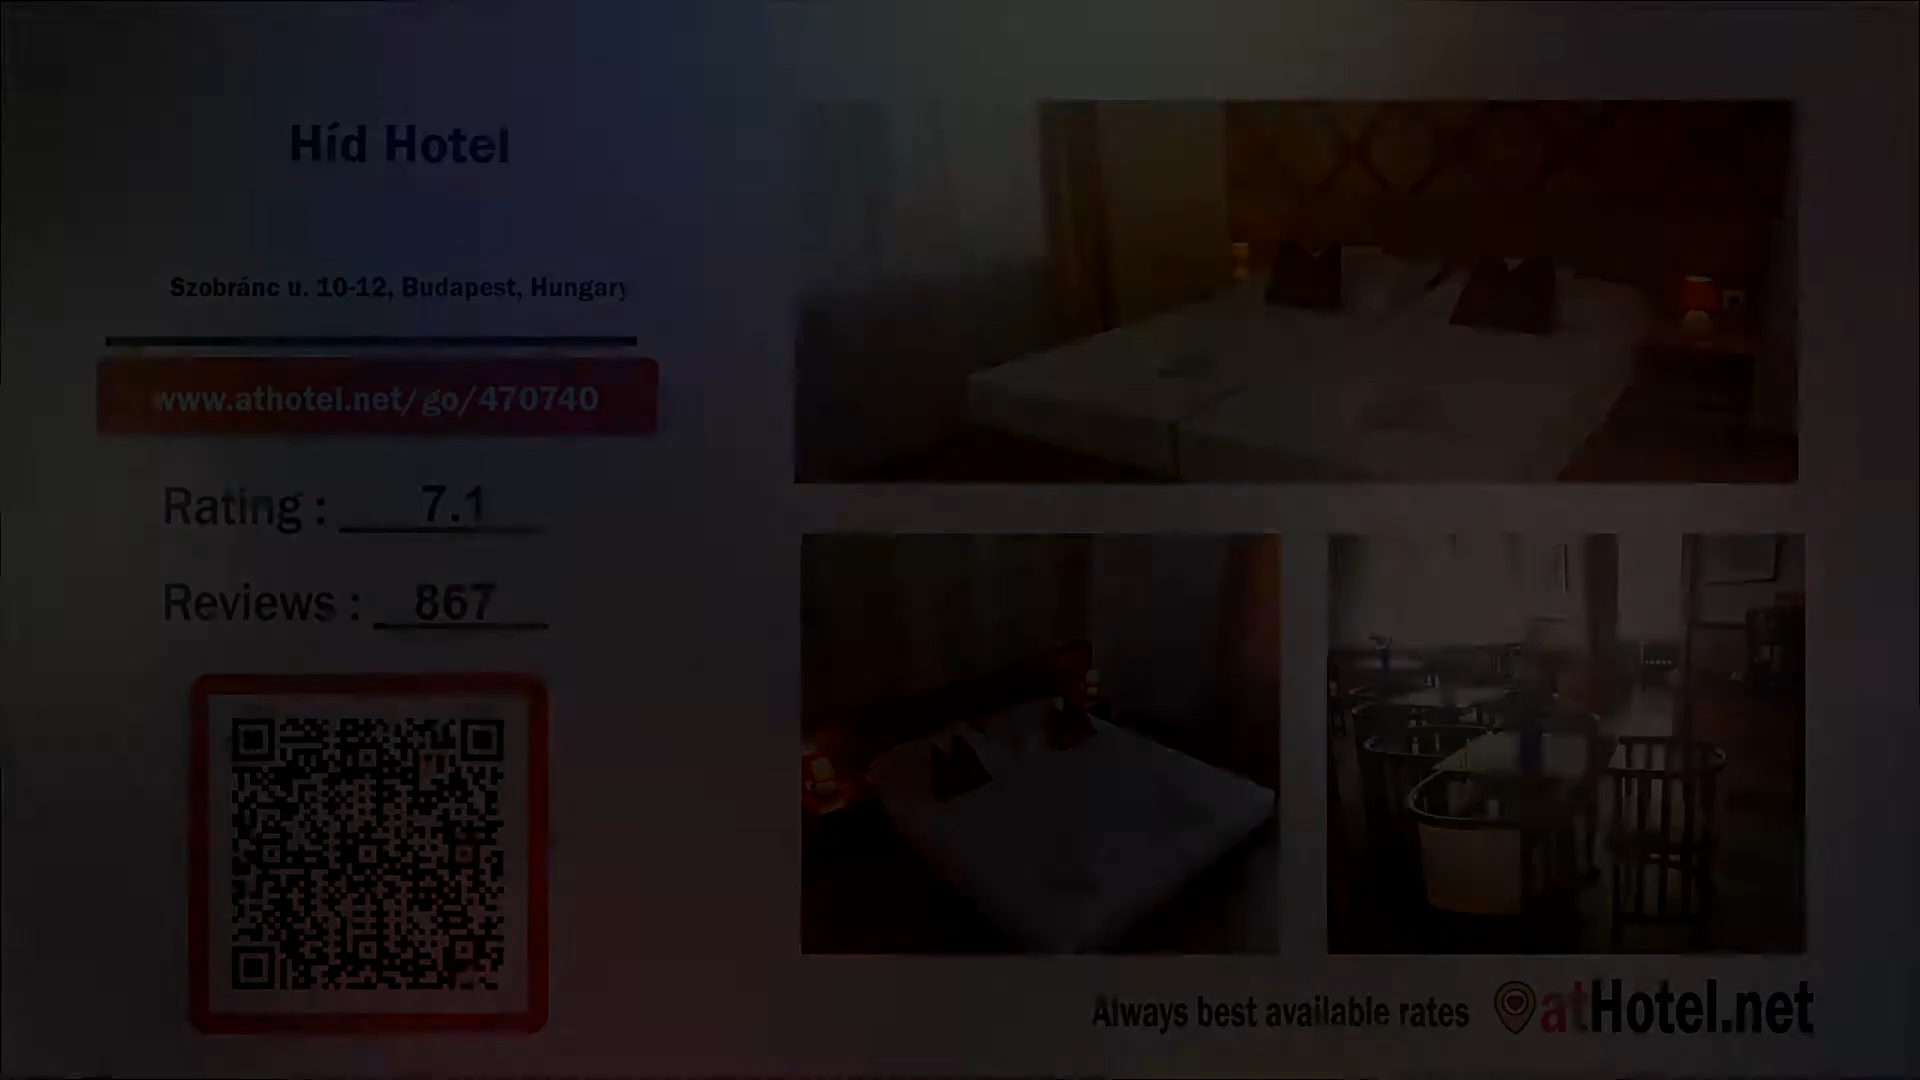 Híd Hotel
Szobránc u. 10-12, Budapest, Hungary
www.athotel.net/go/470740
Rating : 7.1
Reviews : 867
Always best available rates
atHotel.net